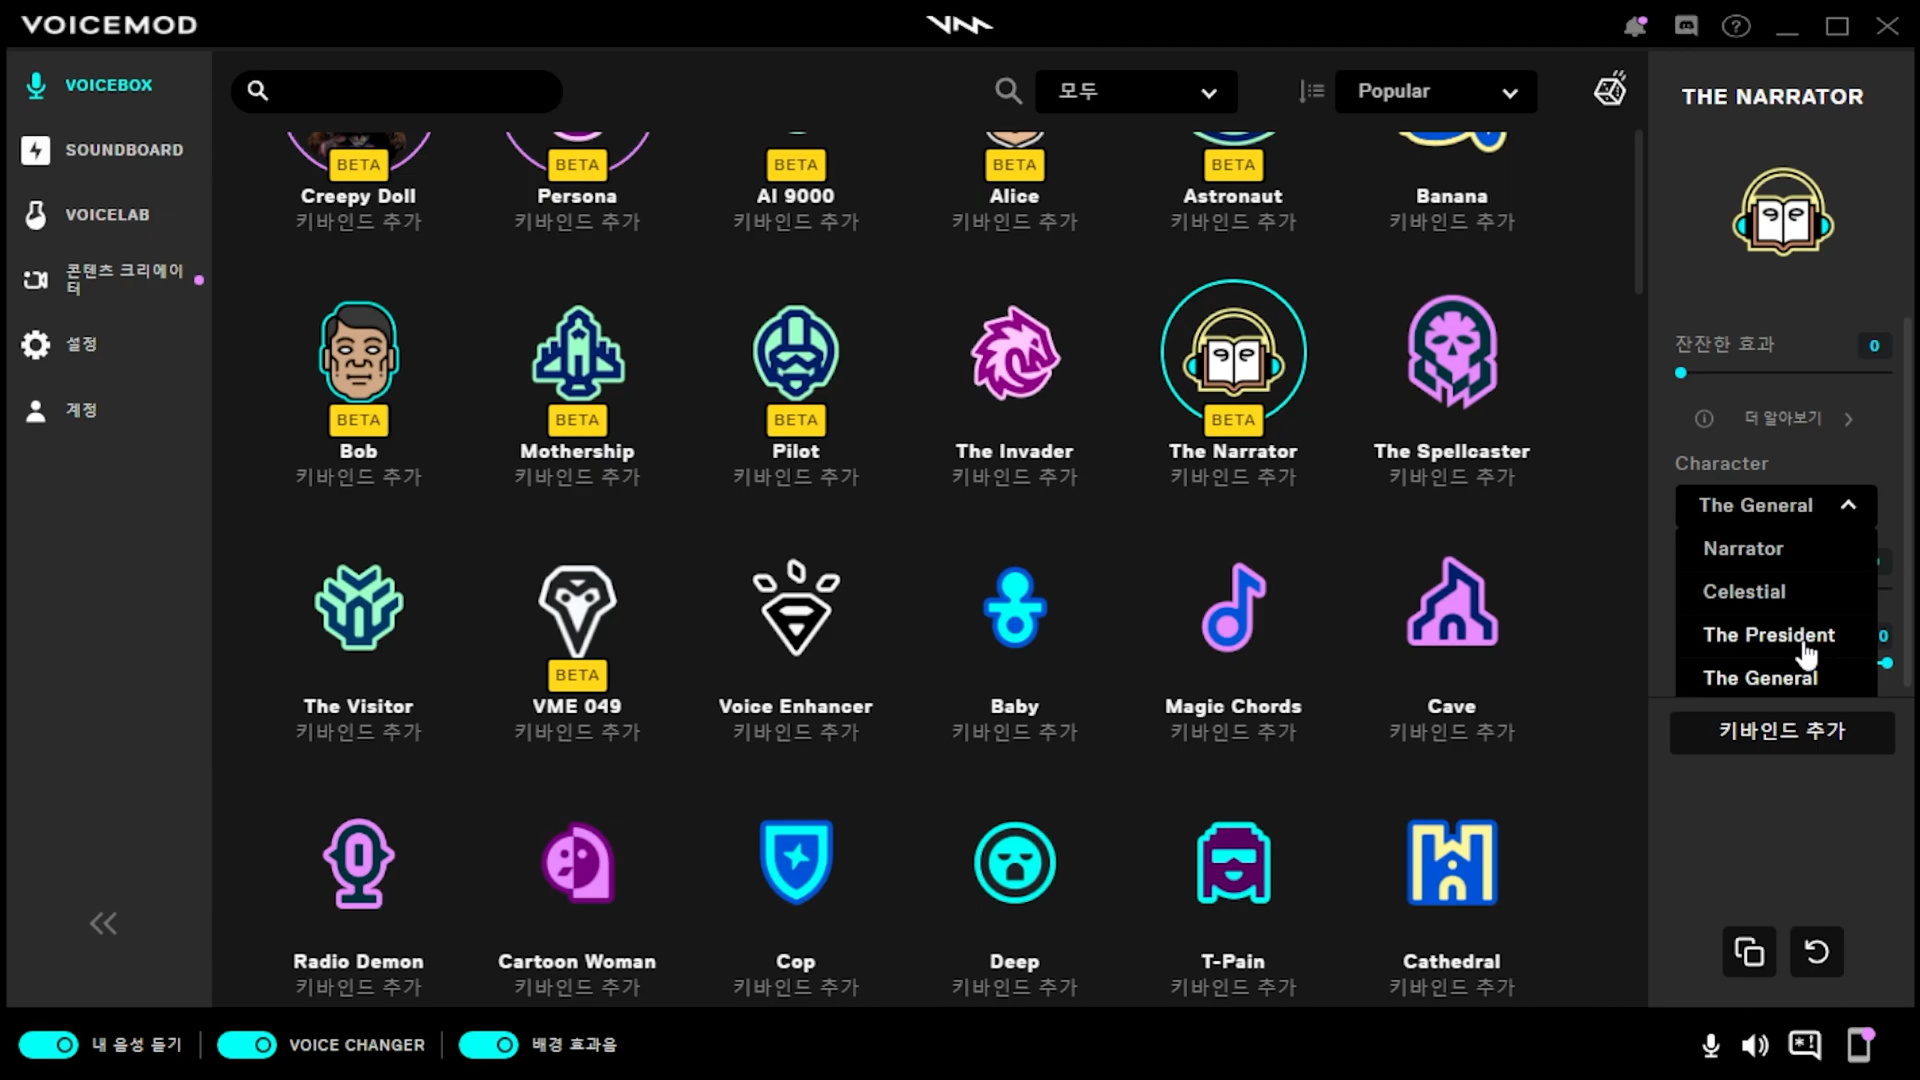 VOICEMOD
VOICEBOX
SOUNDBOARD
VOICELAB
콘텐츠 크리에이
터
설정
계정
모두
Popular
BETA BETA BETA BETA BETA
Creepy Doll Persona AI 9000 Alice Astronaut Banana
키바인드 추가 키바인드 추가 키바인드 추가 키바인드 추가 키바인드 추가 키바인드 추가
BETA BETA BETA BETA
Bob Mothership Pilot The Invader The Narrator The Spellcaster
키바인드 추가 키바인드 추가 키바인드 추가 키바인드 추가 키바인드 추가 키바인드 추가
BETA
The Visitor VME 049 Voice Enhancer Baby Magic Chords Cave
키바인드 추가 키바인드 추가 키바인드 추가 키바인드 추가 키바인드 추가 키바인드 추가
Radio Demon Cartoon Woman Cop Deep T-Pain Cathedral
키바인드 추가 키바인드 추가 키바인드 추가 키바인드 추가 키바인드 추가 키바인드 추가
THE NARRATOR
잔잔한 효과 0
더 알아보기
Character
The General
Narrator
Celestial
The President 0
The General
키바인드 추가
내 음성 듣기 VOICE CHANGER 배경 효과음